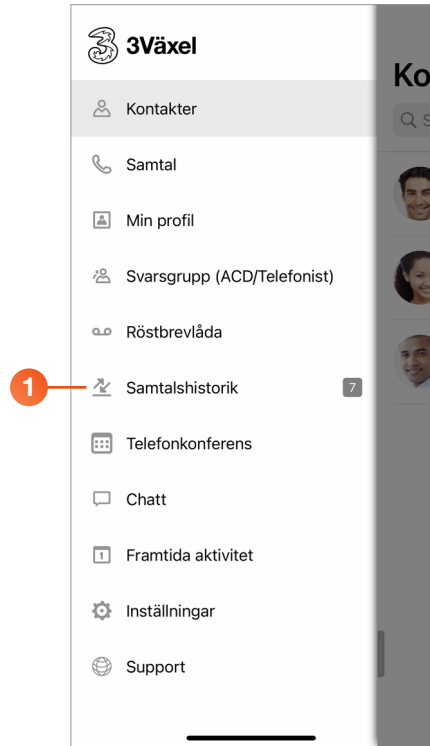 3Växel
Ko
Kontakter
S
Samtal
Min profil
Svarsgrupp (ACD/Telefonist)
Röstbrevlåda
1 Samtalshistorik 7
Telefonkonferens
Chatt
1 Framtida aktivitet
Inställningar
Support